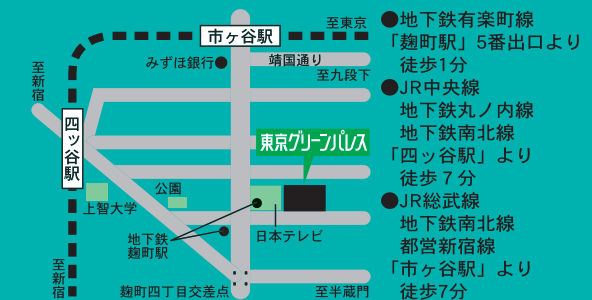 至東京
市ヶ谷駅
みずほ銀行
靖国通り
至九段下
至新宿
四ッ谷駅
東京グリーンパレス
公園
上智大学
地下鉄
麹町駅
日本テレビ
至新宿
麹町四丁目交差点
至半蔵門
●地下鉄有楽町線
「麹町駅」5番出口より
徒歩1分
●JR中央線
地下鉄丸ノ内線
地下鉄南北線
「四ッ谷駅」より
徒歩7分
●JR総武線
地下鉄南北線
都営新宿線
「市ヶ谷駅」より
徒歩7分